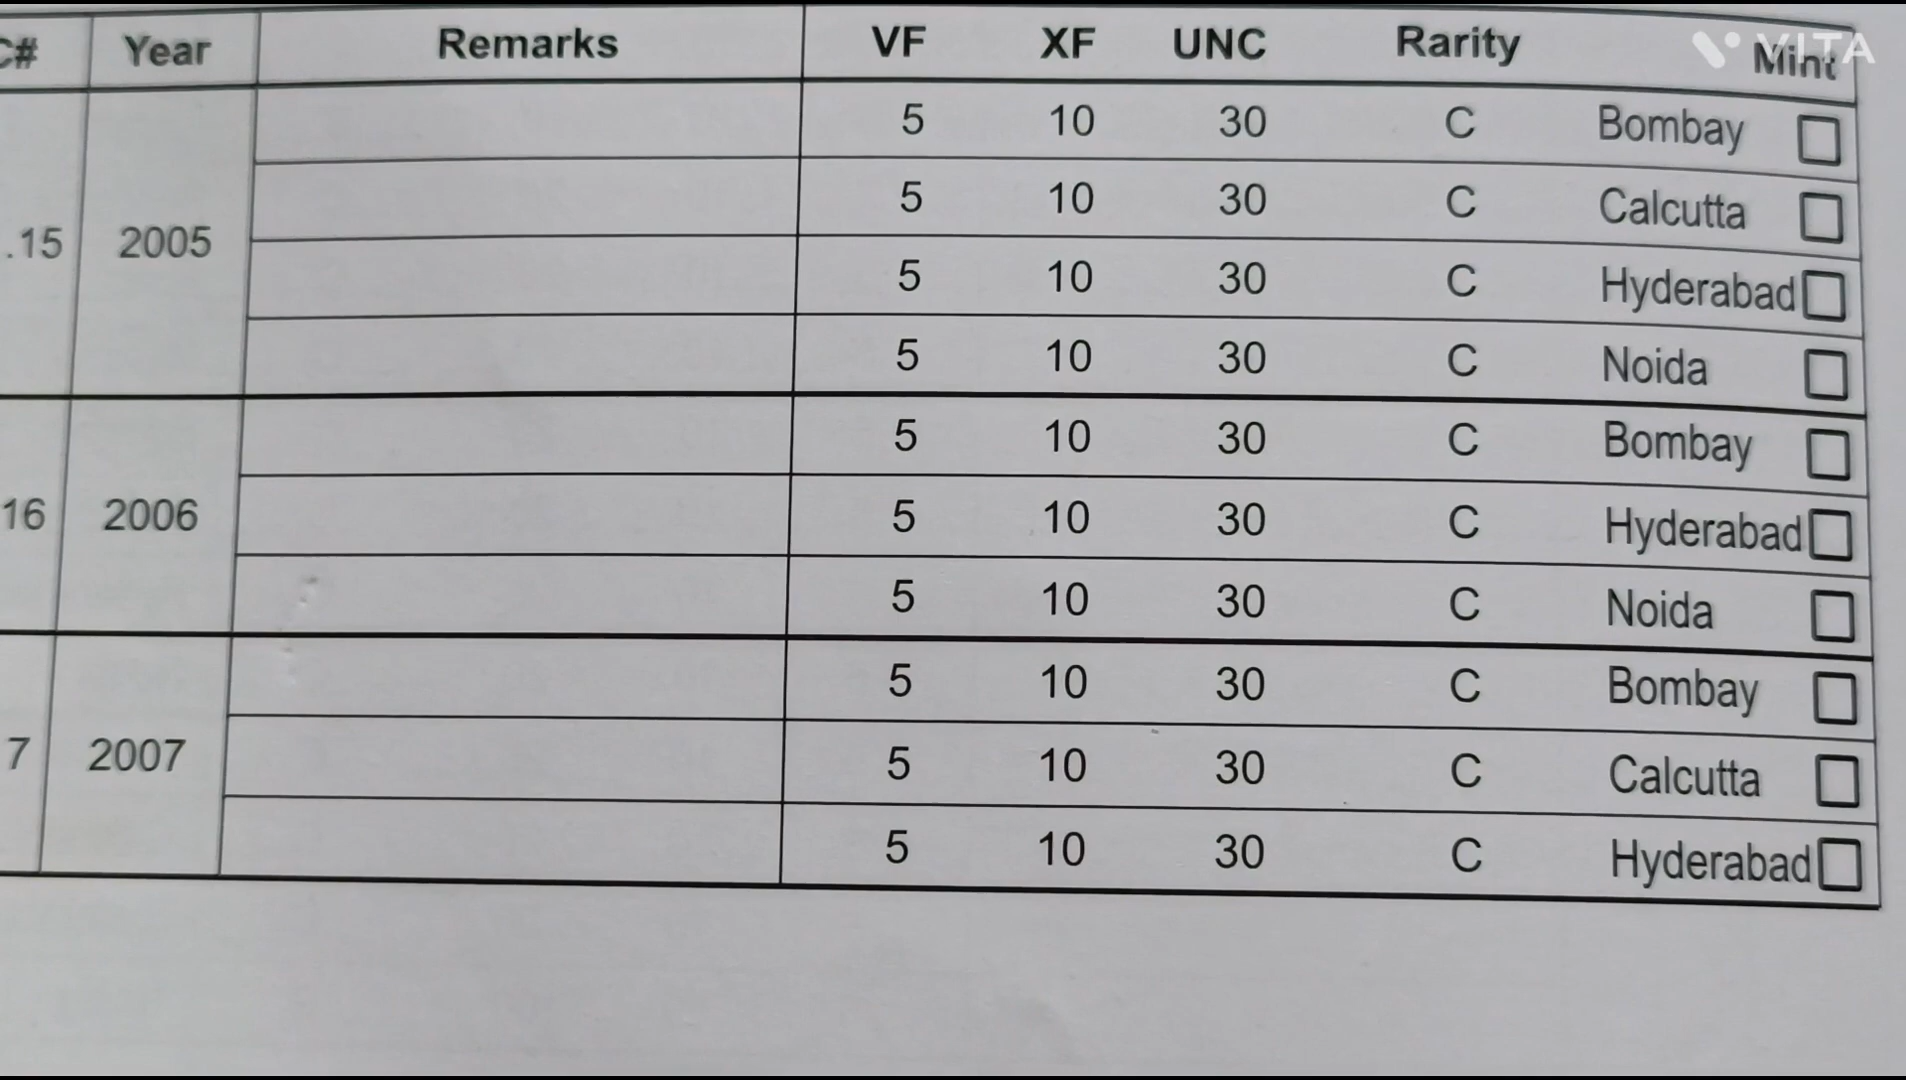 C# Year Remarks VF XF UNC Rarity Mint
VITA
5 10 30 C Bombay
5 10 30 C Calcutta
.15 2005
5 10 30 C Hyderabad
5 10 30 C Noida
5 10 30 C Bombay
16 2006 5 10 30 C Hyderabad
5 10 30 C Noida
5 10 30 C Bombay
7 2007 5 10 30 C Calcutta
5 10 30 C Hyderabad